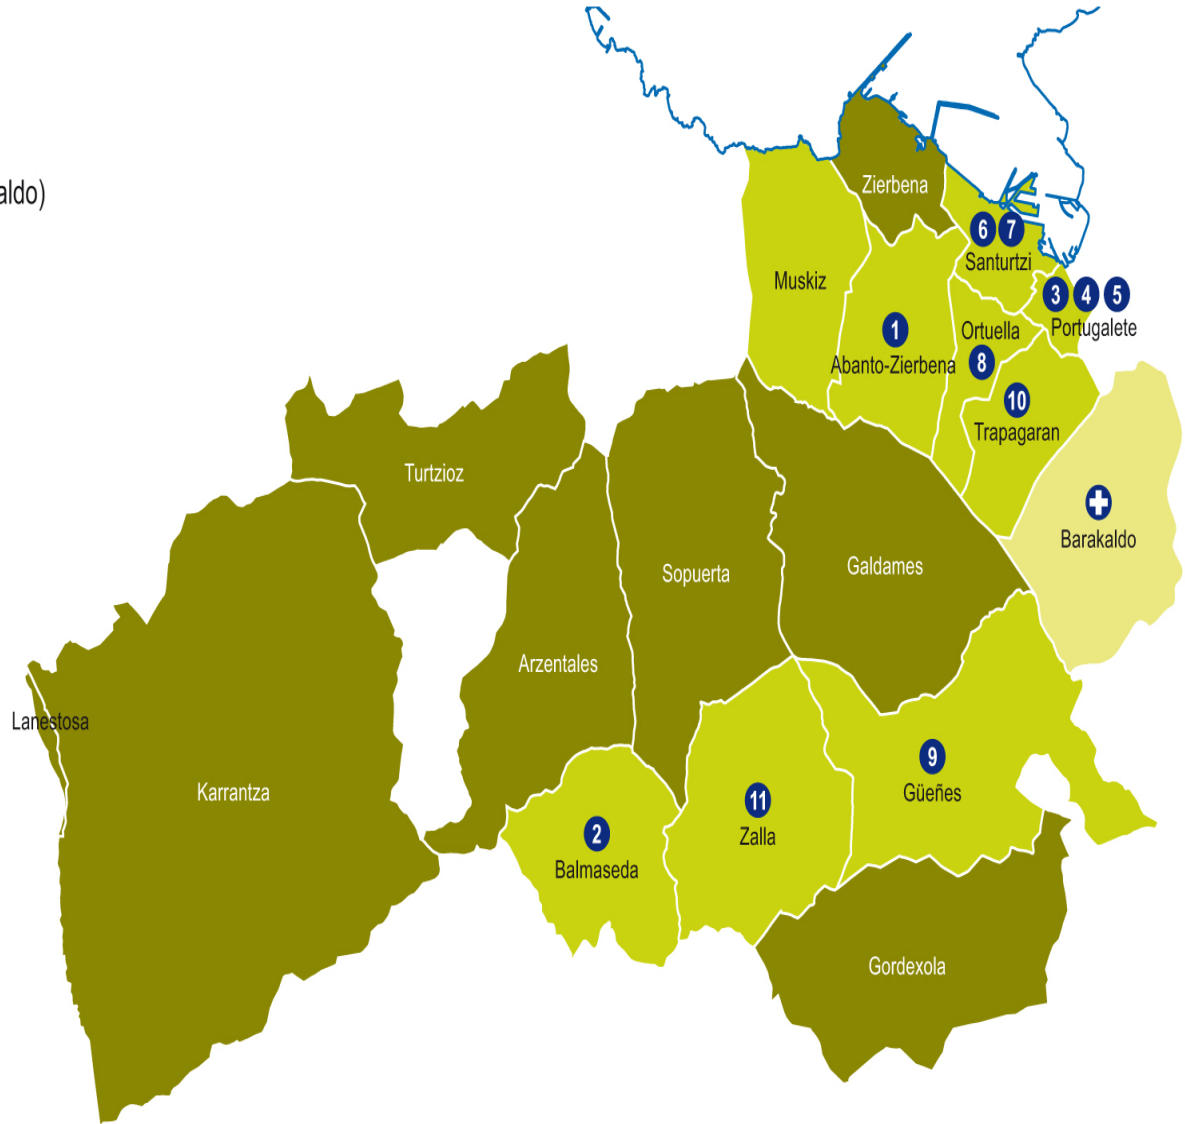 aldo)
Zierbena
6 7
Santurtzi
Muskiz
3 4 5
Portugalete
1
Abanto-Zierbena
Ortuella
8
10
Trapagaran
Turtzioz
Barakaldo
Sopuerta
Galdames
Arzentales
Lanestosa
Karrantza
9
Güeñes
11
Zalla
2
Balmaseda
Gordexola